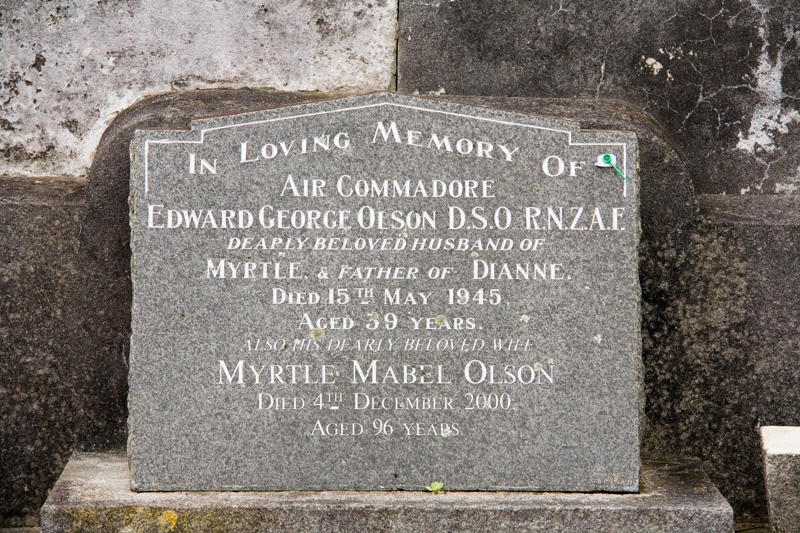 IN LOVING MEMORY OF
AIR COMMADORE
EDWARD GEORGE OLSON D.S.O R.N.Z.A.F.
DEARLY BELOVED HUSBAND OF
MYRTLE, & FATHER OF DIANNE.
DIED 15TH MAY 1945,
AGED 39 YEARS.
ALSO HIS DEARLY BELOVED WIFE
MYRTLE MABEL OLSON
DIED 4TH DECEMBER 2000.
AGED 96 YEARS.